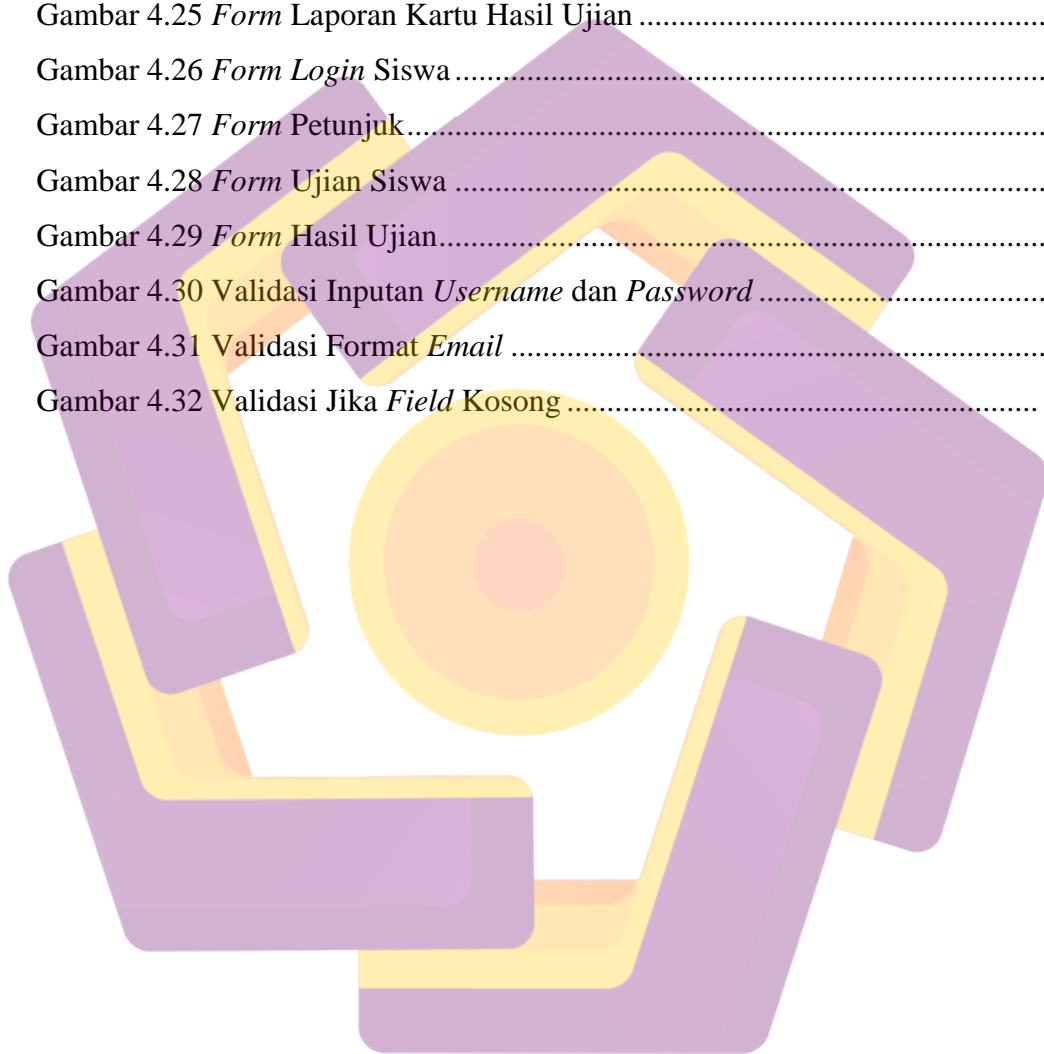 Gambar 4.25 Form Laporan Kartu Hasil Ujian ....................................................
Gambar 4.26 Form Login Siswa ...........................................................................
Gambar 4.27 Form Petunjuk.................................................................................
Gambar 4.28 Form Ujian Siswa ...........................................................................
Gambar 4.29 Form Hasil Ujian.............................................................................
Gambar 4.30 Validasi Inputan Username dan Password ....................................
Gambar 4.31 Validasi Format Email ....................................................................
Gambar 4.32 Validasi Jika Field Kosong ............................................................